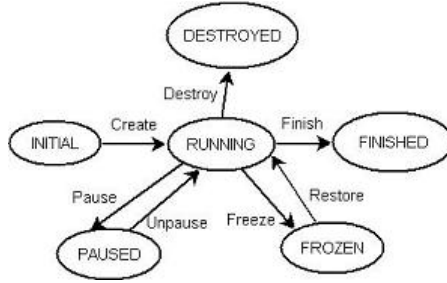 DESTROYED
Destroy
Create
Finish
INITIAL
RUNNING
FINISHED
Pause
Restore
Unpause
Freeze
PAUSED
FROZEN